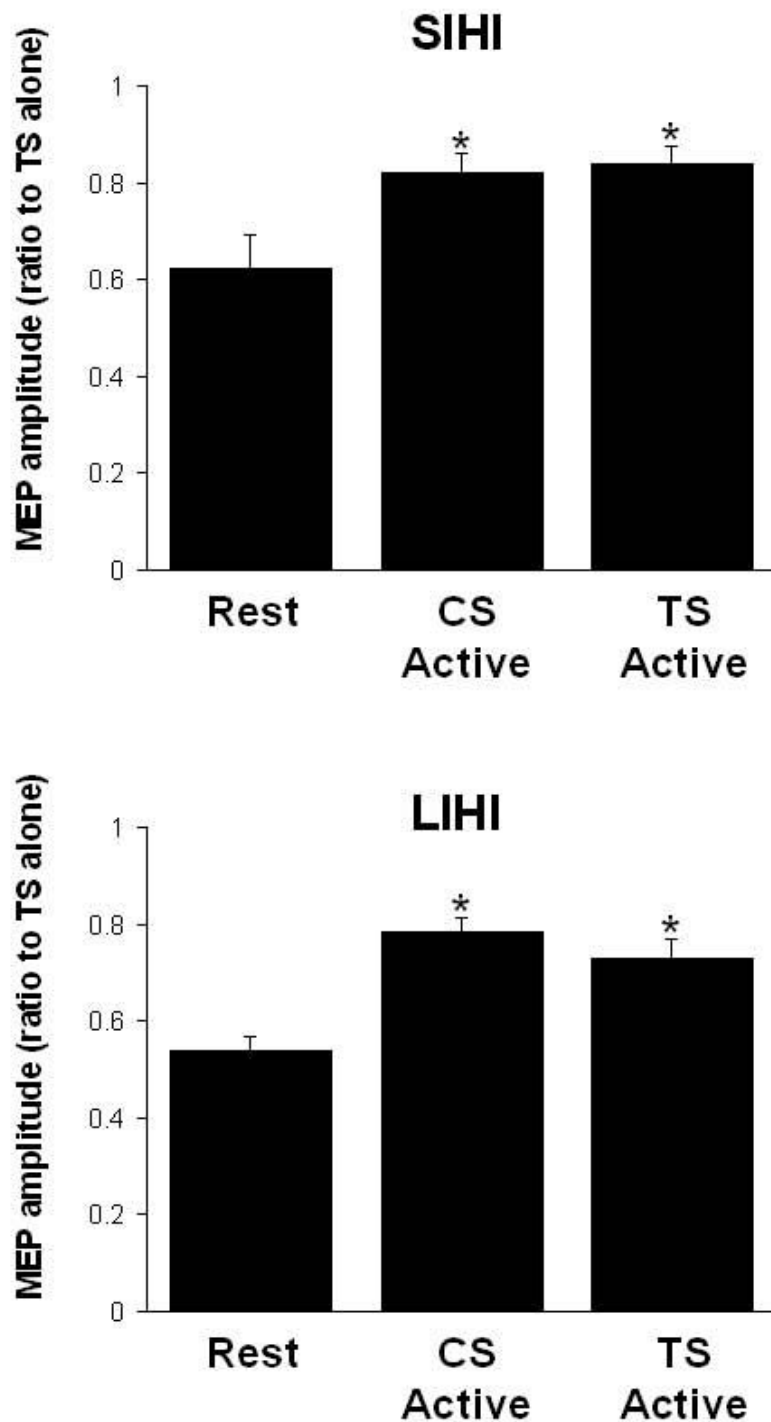 SIHI
MEP amplitude (ratio to TS alone)
1
*
*
0.8
0.6
0.4
0.2
0
Rest
CS
Active
TS
Active
LIHI
MEP amplitude (ratio to TS alone)
1
*
*
0.8
0.6
0.4
0.2
0
Rest
CS
Active
TS
Active